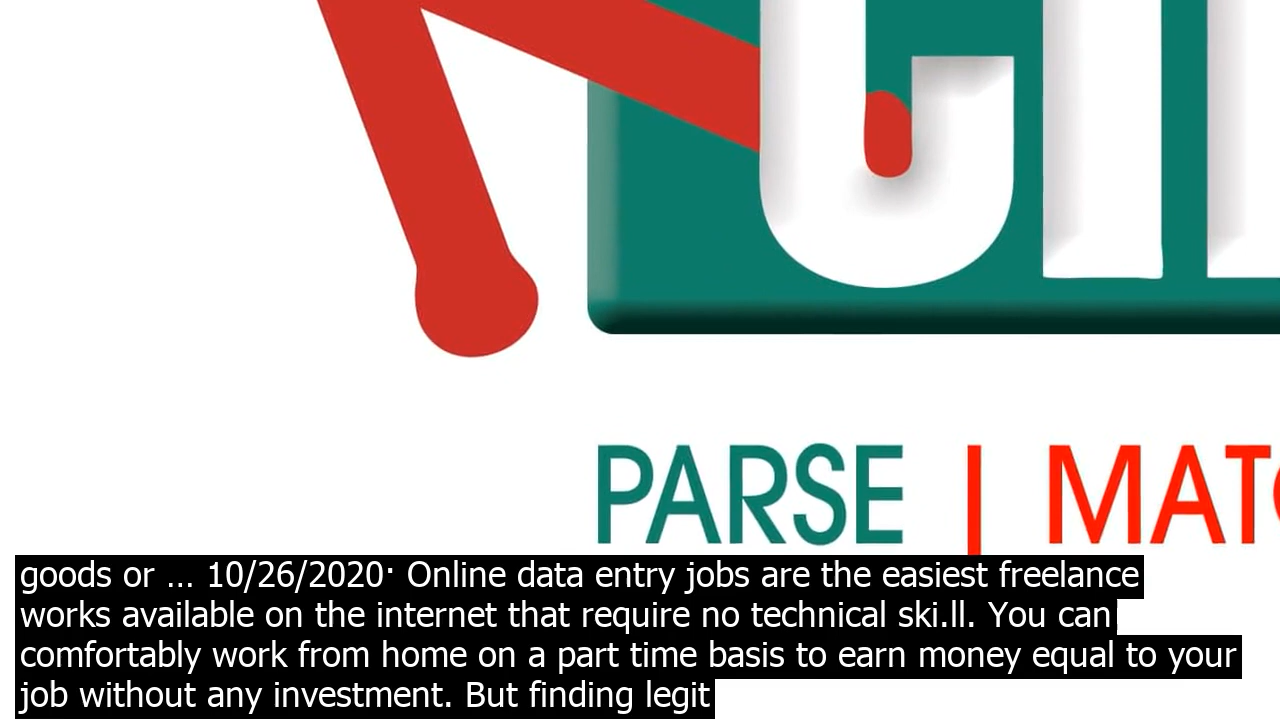 PARSE | MAT
goods or ... 10/26/2020· Online data entry jobs are the easiest freelance
works available on the internet that require no technical ski.ll. You can
comfortably work from home on a part time basis to earn money equal to your
job without any investment. But finding legit